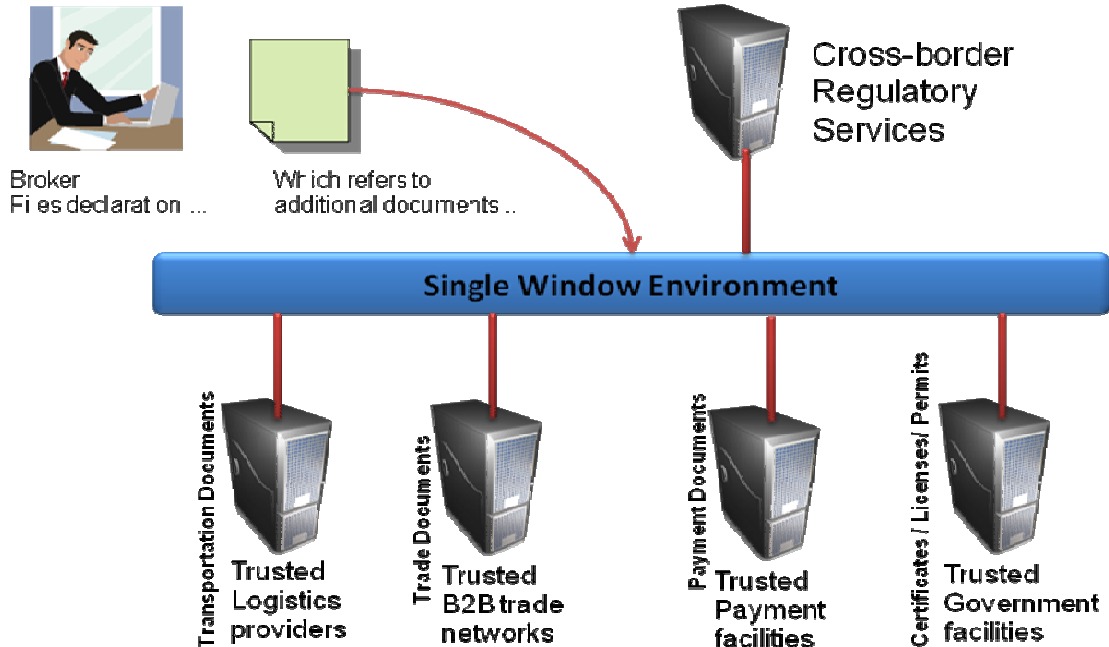 Cross-border
Regulatory
Services
Broker
Fi es declarat on ...
Which refers to
additional documents ..
Single Window Environment
Transportation Documents
Trusted
Logistics
providers
Trade Documents
Trusted
B2B trade
networks
Payment Documents
Trusted
Payment
facilities
Certificates / Licenses/ Permits
Trusted
Government
facilities